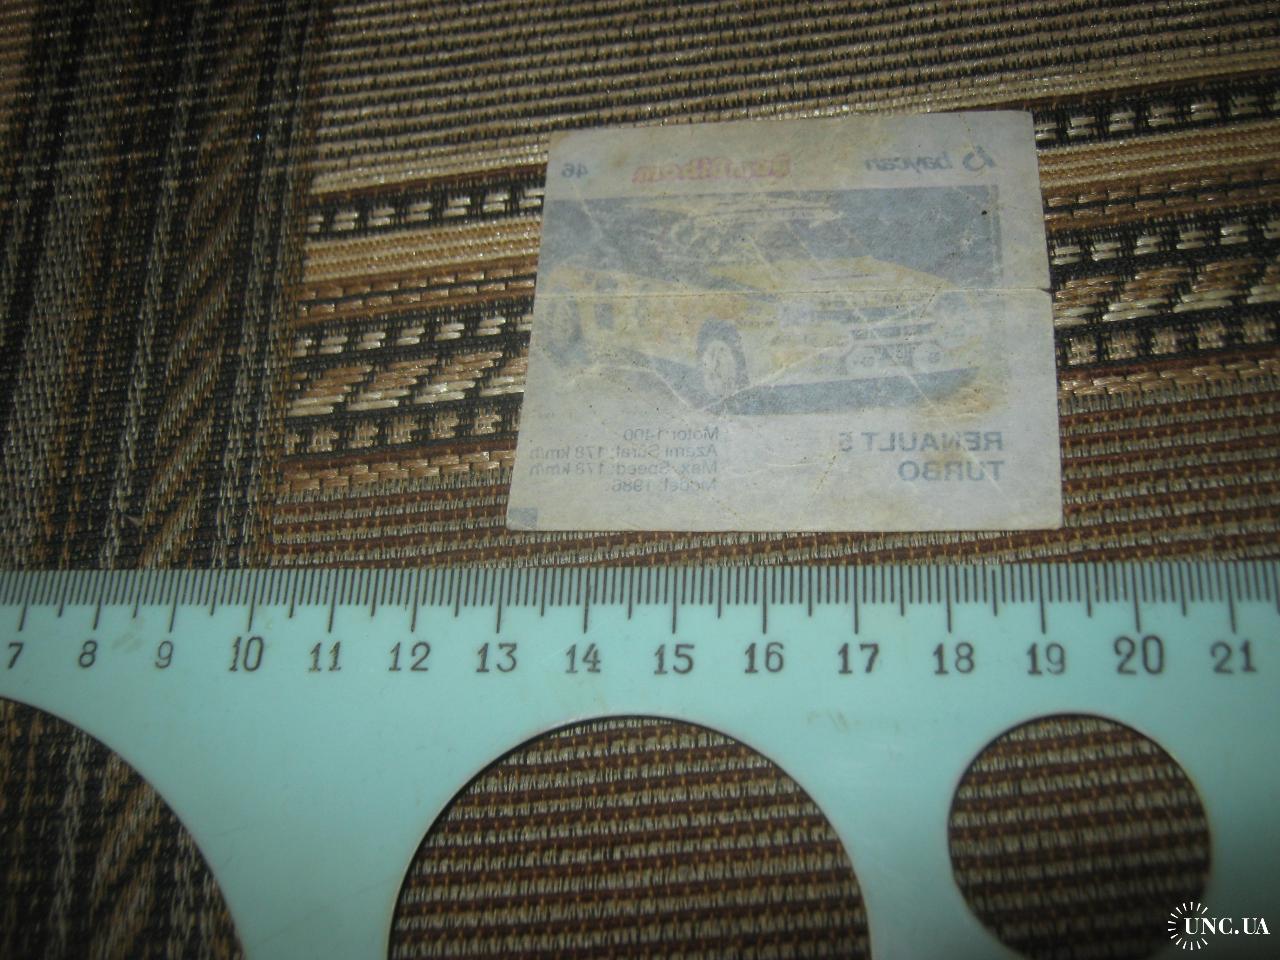 baycan
46
RENAULT 5
TURBO
Motor: 1400
Azami Sürat: 178 km/h
Max. Speed: 178 km/h
Model: 1986
7 8 9 10 11 12 13 14 15 16 17 18 19 20 21
UNC.UA